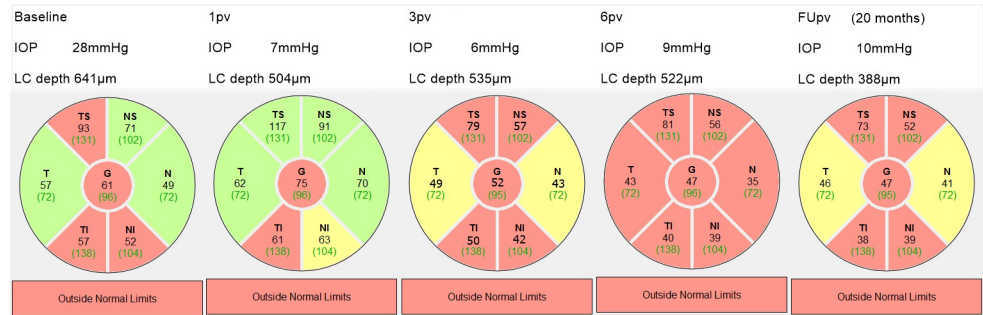 Baseline 1pv 3pv 6pv FUpv (20 months)
IOP 28mmHg IOP 7mmHg IOP 6mmHg IOP 9mmHg IOP 10mmHg
LC depth 641µm LC depth 504µm LC depth 535µm LC depth 522µm LC depth 388µm
TS NS TS NS TS NS TS NS TS NS
93 71 117 91 79 57 81 56 73 52
(131) (102) (131) (102) (131) (102) (131) (102) (131) (102)
T G N T G N T G N T G N T G N
57 61 49 62 75 70 49 52 43 43 47 35 46 47 41
(72) (96) (72) (72) (96) (72) (72) (95) (72) (72) (96) (72) (72) (95) (72)
TI NI TI NI TI NI TI NI TI NI
57 52 61 63 50 42 40 39 38 39
(138) (104) (138) (104) (138) (104) (138) (104) (138) (104)
Outside Normal Limits Outside Normal Limits Outside Normal Limits Outside Normal Limits Outside Normal Limits